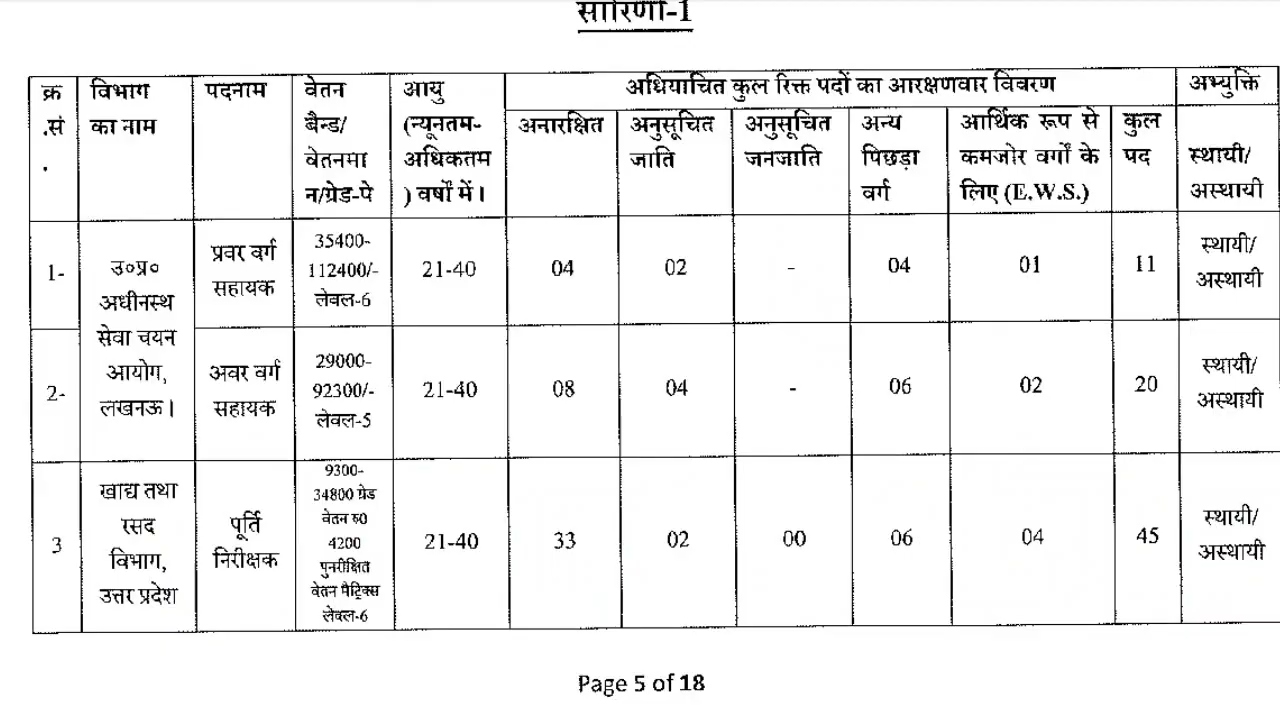 सारिणी-1
क्र.सं.
विभाग का नाम
पदनाम
वेतन बैन्ड/ वेतनमान/ग्रेड-पे
आयु (न्यूनतम-अधिकतम) वर्षों में।
अधियाचित कुल रिक्त पदों का आरक्षणवार विवरण
अभ्युक्ति
अनारक्षित
अनुसूचित जाति
अनुसूचित जनजाति
अन्य पिछड़ा वर्ग
आर्थिक रूप से कमजोर वर्गों के लिए (E.W.S.)
कुल पद
स्थायी/ अस्थायी
1-
उ०प्र० अधीनस्थ सेवा चयन आयोग, लखनऊ।
प्रवर वर्ग सहायक
35400-112400/- लेवल-6
21-40
04
02
-
04
01
11
स्थायी/ अस्थायी
2-
अवर वर्ग सहायक
29000-92300/- लेवल-5
21-40
08
04
-
06
02
20
स्थायी/ अस्थायी
3
खाद्य तथा रसद विभाग, उत्तर प्रदेश
पूर्ति निरीक्षक
9300-34800 ग्रेड वेतन रु0 4200 पुनरीक्षित वेतन मैट्रिक्स लेवल-6
21-40
33
02
00
06
04
45
स्थायी/ अस्थायी
Page 5 of 18